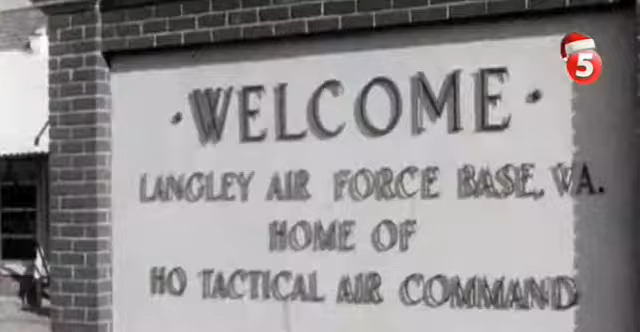 5
· WELCOME ·
LANGLEY AIR FORCE BASE, VA.
HOME OF
HQ TACTICAL AIR COMMAND